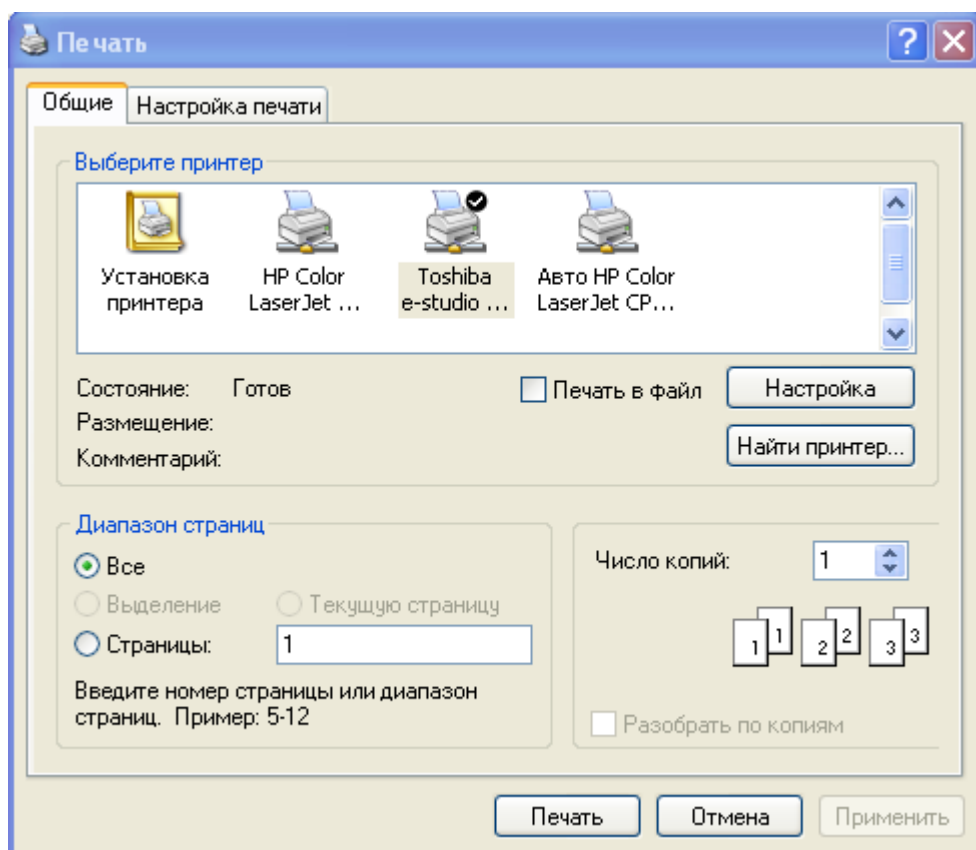 Печать
Общие
Настройка печати
Выберите принтер
Установка принтера
HP Color LaserJet ...
Toshiba e-studio ...
Авто HP Color LaserJet CP...
Состояние: Готов
Печать в файл
Настройка
Размещение:
Комментарий:
Найти принтер...
Диапазон страниц
Все
Выделение
Текущую страницу
Страницы: 1
Введите номер страницы или диапазон
страниц. Пример: 5-12
Число копий: 1
1 1 2 2 3 3
Разобрать по копиям
Печать
Отмена
Применить